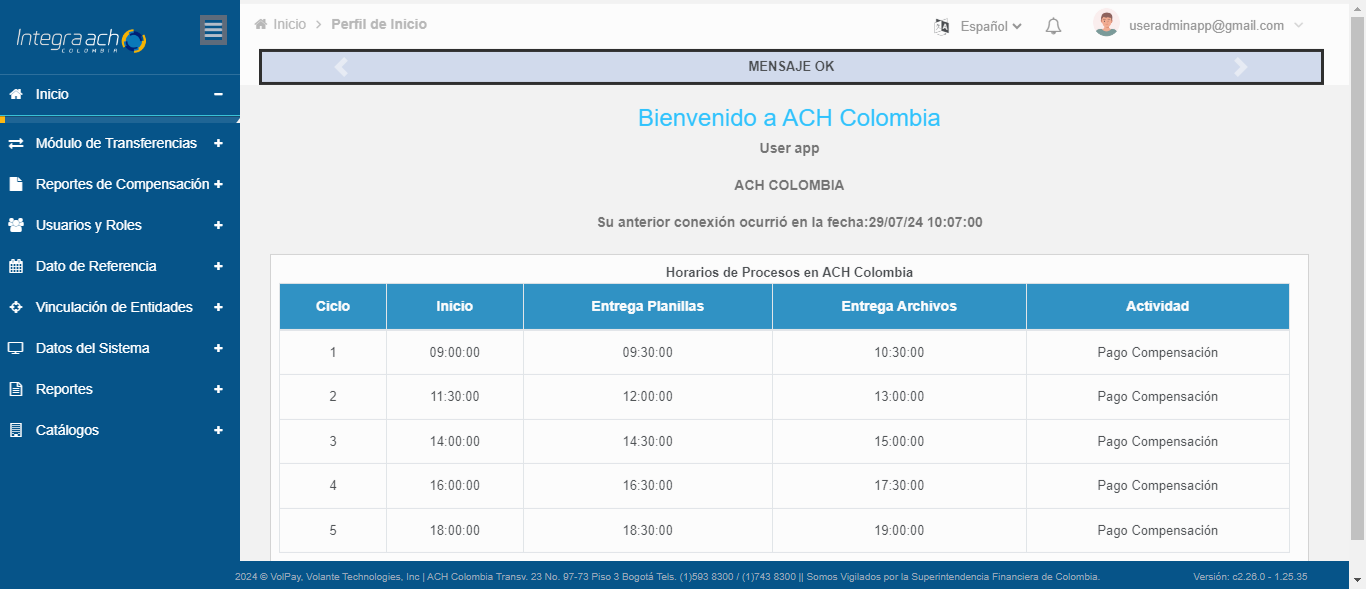 Integra ach
COLOMBIA
Inicio
Módulo de Transferencias
Reportes de Compensación
Usuarios y Roles
Dato de Referencia
Vinculación de Entidades
Datos del Sistema
Reportes
Catálogos
Inicio > Perfil de Inicio
Español
useradminapp@gmail.com
MENSAJE OK
Bienvenido a ACH Colombia
User app
ACH COLOMBIA
Su anterior conexión ocurrió en la fecha:29/07/24 10:07:00
Horarios de Procesos en ACH Colombia
Ciclo Inicio Entrega Planillas Entrega Archivos Actividad
1 09:00:00 09:30:00 10:30:00 Pago Compensación
2 11:30:00 12:00:00 13:00:00 Pago Compensación
3 14:00:00 14:30:00 15:00:00 Pago Compensación
4 16:00:00 16:30:00 17:30:00 Pago Compensación
5 18:00:00 18:30:00 19:00:00 Pago Compensación
2024 © VolPay, Volante Technologies, Inc | ACH Colombia Transv. 23 No. 97-73 Piso 3 Bogotá Tels. (1)593 8300 / (1)743 8300 || Somos Vigilados por la Superintendencia Financiera de Colombia.
Versión: c2.26.0 - 1.25.35